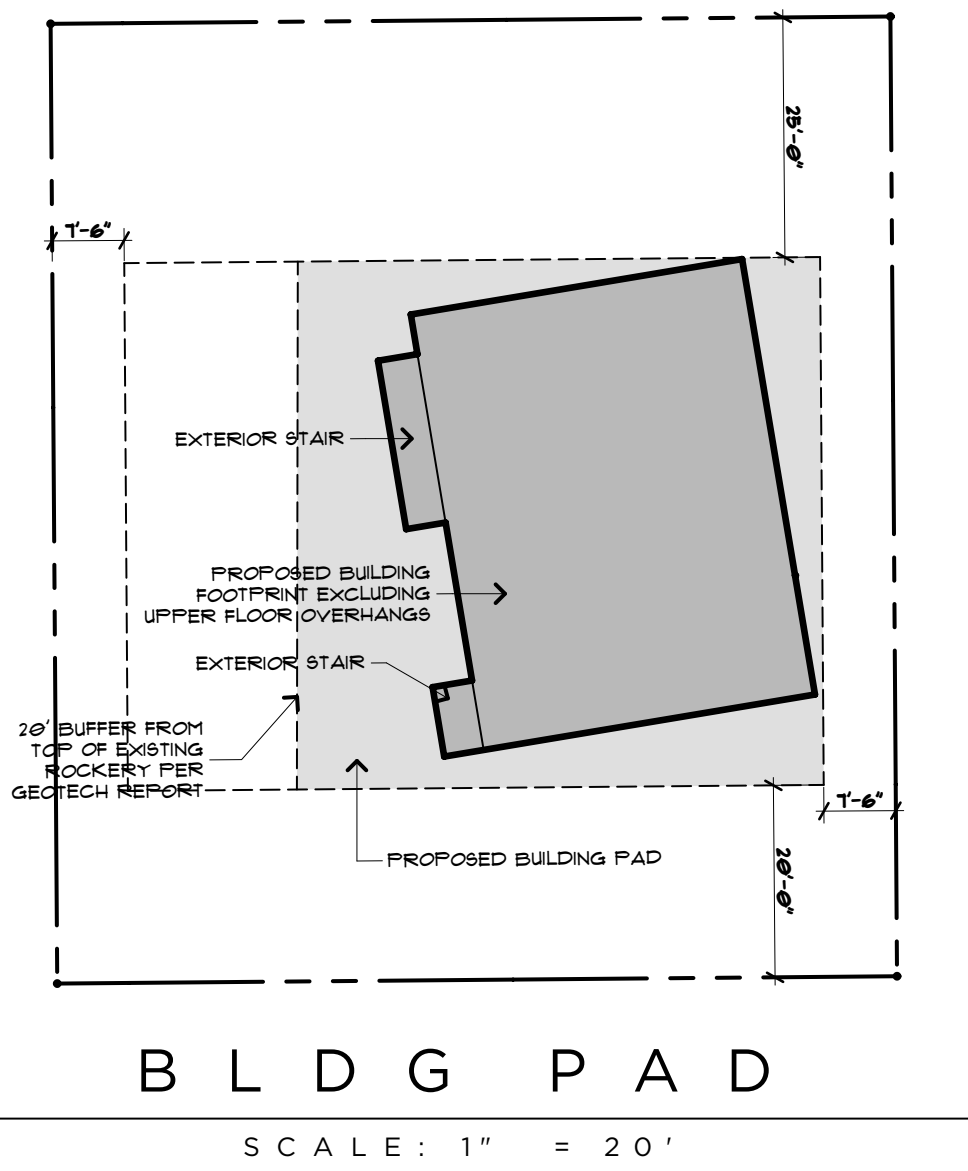 25'-0"
7'-6"
EXTERIOR STAIR
PROPOSED BUILDING
FOOTPRINT EXCLUDING
UPPER FLOOR OVERHANGS
EXTERIOR STAIR
20' BUFFER FROM
TOP OF EXISTING
ROCKERY PER
GEOTECH REPORT
7'-6"
PROPOSED BUILDING PAD
20'-0"
BLDG PAD
SCALE: 1" = 20'